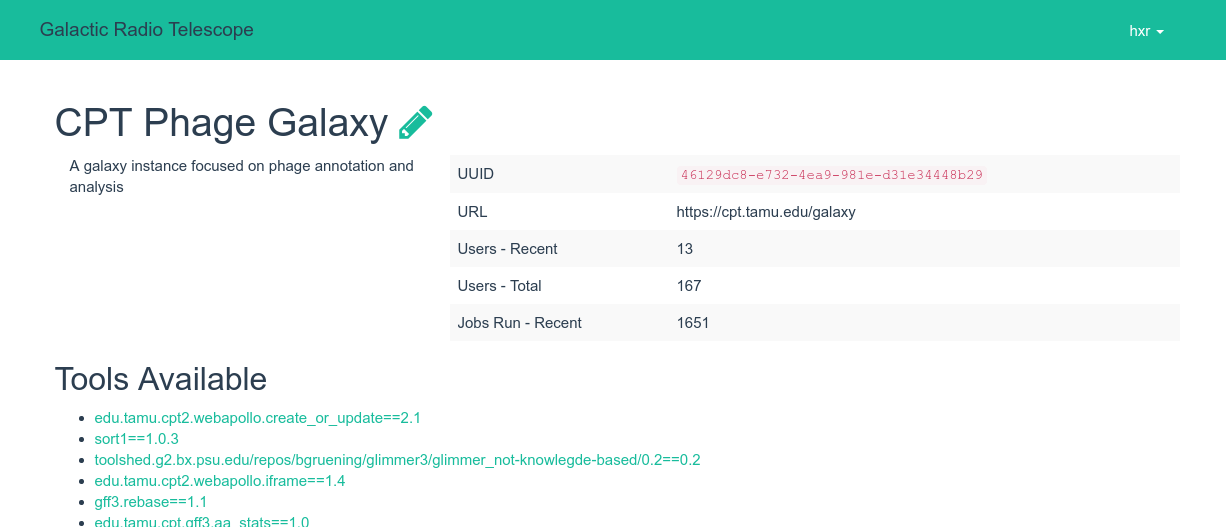 Galactic Radio Telescope
hxr
CPT Phage Galaxy
A galaxy instance focused on phage annotation and
analysis
UUID 46129dc8-e732-4ea9-981e-d31e34448b29
URL https://cpt.tamu.edu/galaxy
Users - Recent 13
Users - Total 167
Jobs Run - Recent 1651
Tools Available
edu.tamu.cpt2.webapollo.create_or_update==2.1
sort1==1.0.3
toolshed.g2.bx.psu.edu/repos/bgruening/glimmer3/glimmer_not-knowlegde-based/0.2==0.2
edu.tamu.cpt2.webapollo.iframe==1.4
gff3.rebase==1.1
edu.tamu.cpt.gff3.aa_stats==1.0